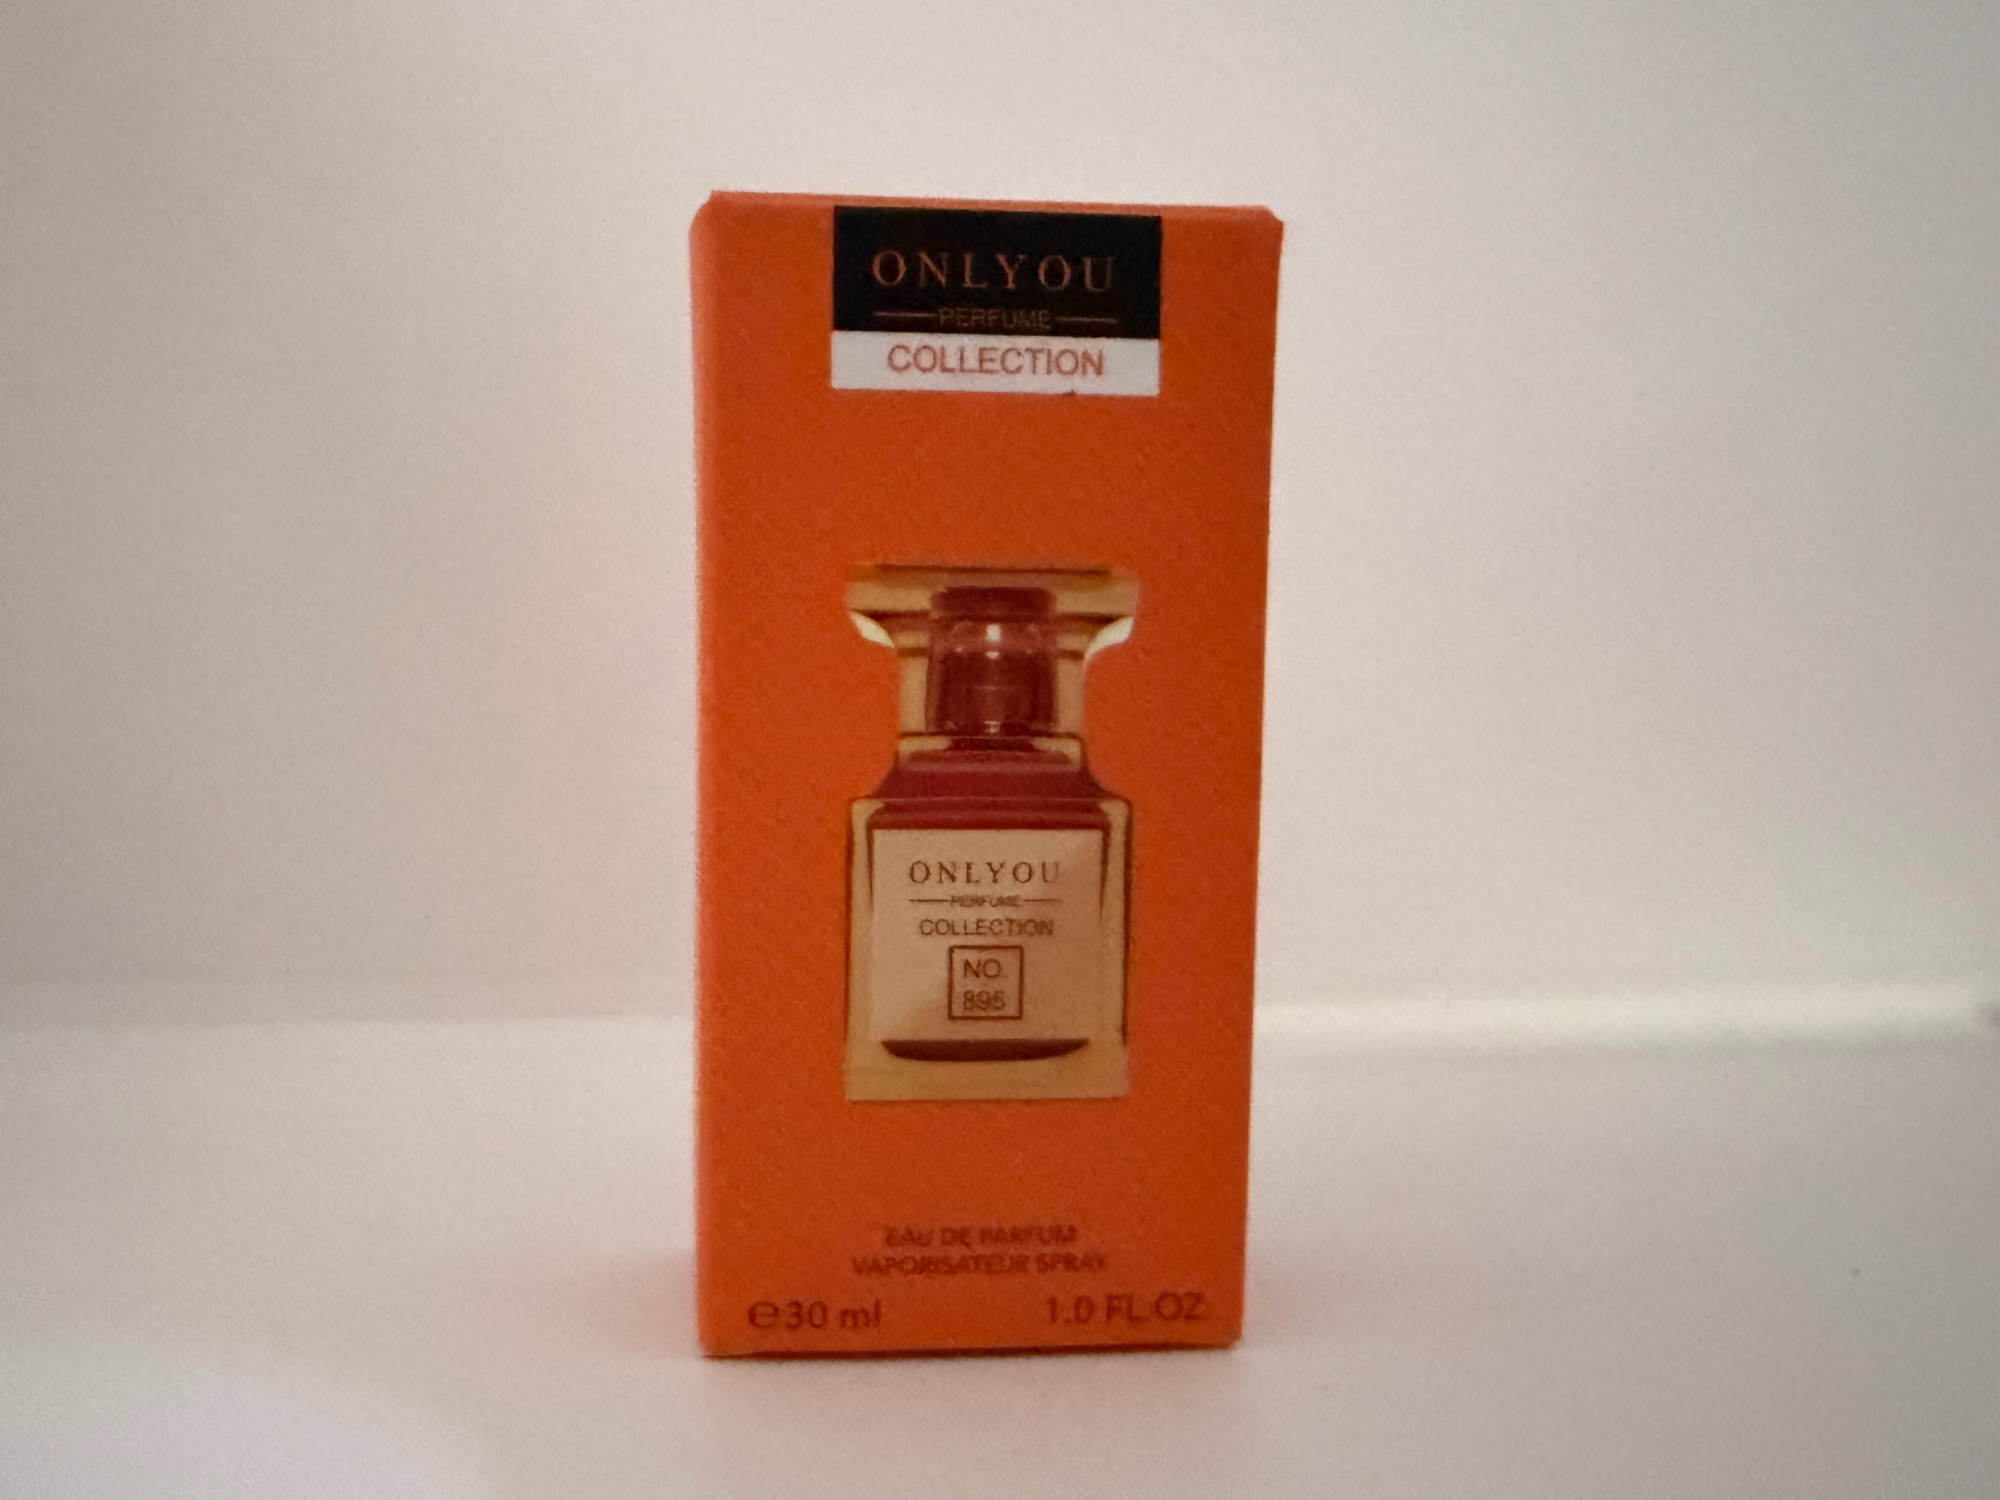 ONLYOU
PERFUME
COLLECTION
ONLYOU
PERFUME
COLLECTION
NO.
895
EAU DE PARFUM
VAPORISATEUR SPRAY
℮30 ml
1.0 FL.OZ